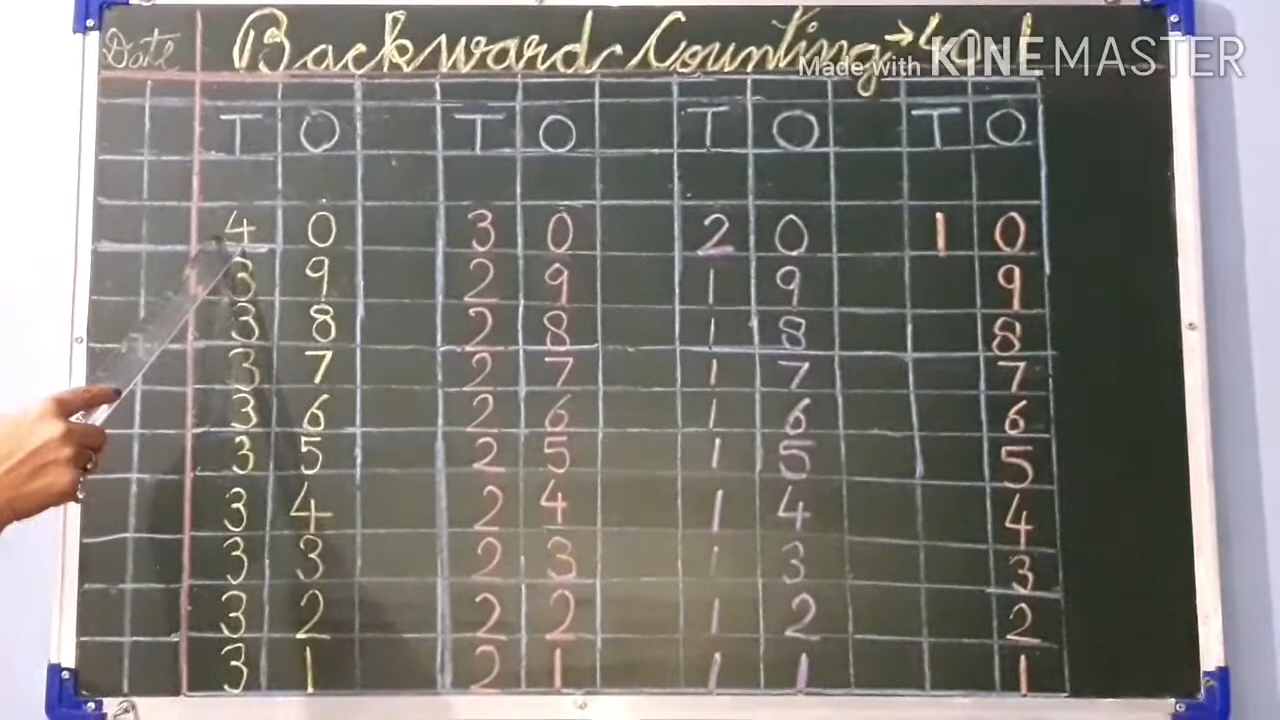 Date Backward Counting → 40-1
Made with KINEMASTER
T O T O T O T O
4 0 3 0 2 0 1 0
3 9 2 9 1 9 9
3 8 2 8 1 8 8
3 7 2 7 1 7 7
3 6 2 6 1 6 6
3 5 2 5 1 5 5
3 4 2 4 1 4 4
3 3 2 3 1 3 3
3 2 2 2 1 2 2
3 1 2 1 1 1 1